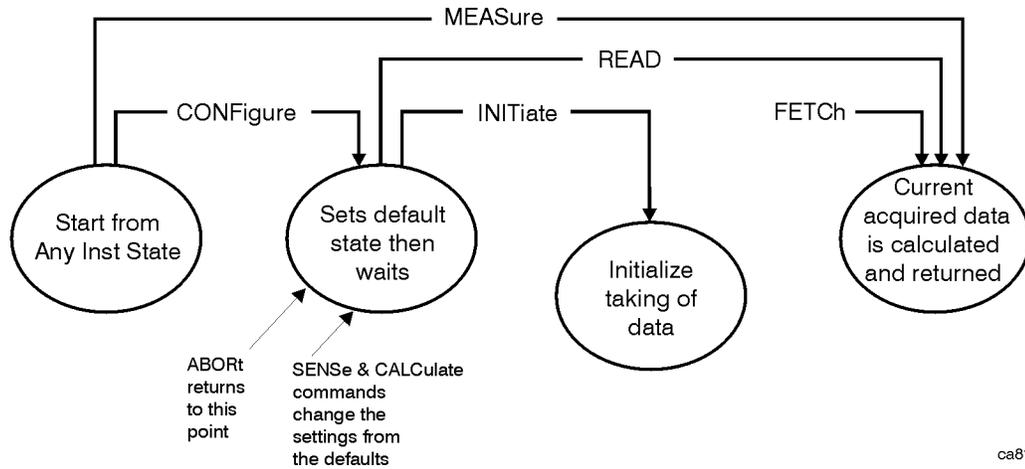 MEASure
READ
CONFigure
INITiate
FETCh
Start from
Any Inst State
Sets default
state then
waits
Initialize
taking of
data
Current
acquired data
is calculated
and returned
ABORt
returns
to this
point
SENSe & CALCulate
commands
change the
settings from
the defaults